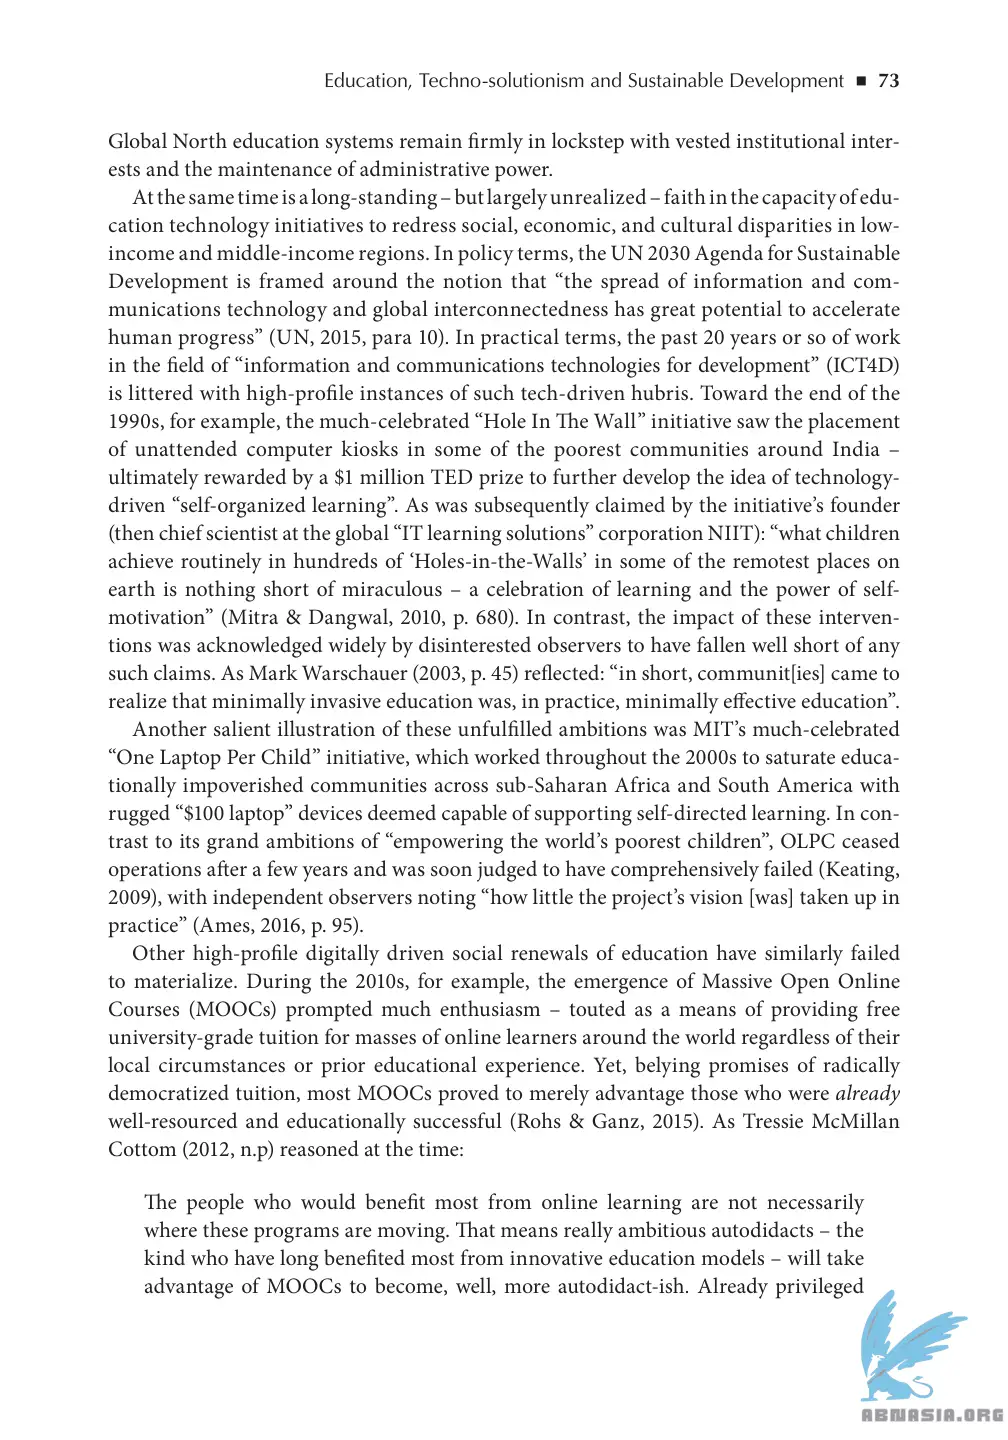 Education, Techno-solutionism and Sustainable Development ■ 73
Global North education systems remain firmly in lockstep with vested institutional inter-
ests and the maintenance of administrative power.
At the same time is a long-standing – but largely unrealized – faith in the capacity of edu-
cation technology initiatives to redress social, economic, and cultural disparities in low-
income and middle-income regions. In policy terms, the UN 2030 Agenda for Sustainable
Development is framed around the notion that “the spread of information and com-
munications technology and global interconnectedness has great potential to accelerate
human progress” (UN, 2015, para 10). In practical terms, the past 20 years or so of work
in the field of “information and communications technologies for development” (ICT4D)
is littered with high-profile instances of such tech-driven hubris. Toward the end of the
1990s, for example, the much-celebrated “Hole In The Wall” initiative saw the placement
of unattended computer kiosks in some of the poorest communities around India –
ultimately rewarded by a $1 million TED prize to further develop the idea of technology-
driven “self-organized learning”. As was subsequently claimed by the initiative’s founder
(then chief scientist at the global “IT learning solutions” corporation NIIT): “what children
achieve routinely in hundreds of ‘Holes-in-the-Walls’ in some of the remotest places on
earth is nothing short of miraculous – a celebration of learning and the power of self-
motivation” (Mitra & Dangwal, 2010, p. 680). In contrast, the impact of these interven-
tions was acknowledged widely by disinterested observers to have fallen well short of any
such claims. As Mark Warschauer (2003, p. 45) reflected: “in short, communit[ies] came to
realize that minimally invasive education was, in practice, minimally effective education”.
Another salient illustration of these unfulfilled ambitions was MIT’s much-celebrated
“One Laptop Per Child” initiative, which worked throughout the 2000s to saturate educa-
tionally impoverished communities across sub-Saharan Africa and South America with
rugged “$100 laptop” devices deemed capable of supporting self-directed learning. In con-
trast to its grand ambitions of “empowering the world’s poorest children”, OLPC ceased
operations after a few years and was soon judged to have comprehensively failed (Keating,
2009), with independent observers noting “how little the project’s vision [was] taken up in
practice” (Ames, 2016, p. 95).
Other high-profile digitally driven social renewals of education have similarly failed
to materialize. During the 2010s, for example, the emergence of Massive Open Online
Courses (MOOCs) prompted much enthusiasm – touted as a means of providing free
university-grade tuition for masses of online learners around the world regardless of their
local circumstances or prior educational experience. Yet, belying promises of radically
democratized tuition, most MOOCs proved to merely advantage those who were already
well-resourced and educationally successful (Rohs & Ganz, 2015). As Tressie McMillan
Cottom (2012, n.p) reasoned at the time:
The people who would benefit most from online learning are not necessarily
where these programs are moving. That means really ambitious autodidacts – the
kind who have long benefited most from innovative education models – will take
advantage of MOOCs to become, well, more autodidact-ish. Already privileged
ABNASIA.ORG